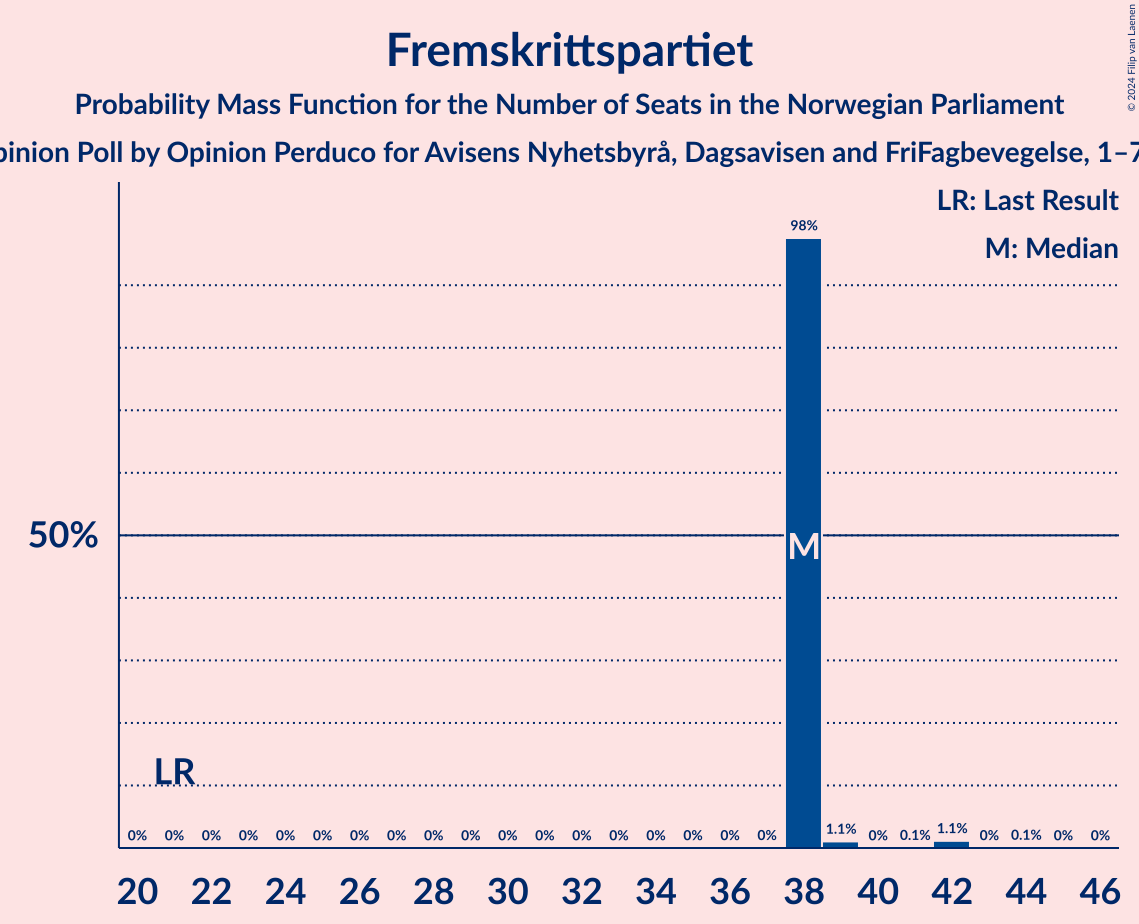 Fremskrittspartiet
Probability Mass Function for the Number of Seats in the Norwegian Parliament
Poll by Opinion Perduco for Avisens Nyhetsbyrå, Dagsavisen and FriFagbevegelse, 1–7
© 2024 Filip van Laenen
LR: Last Result
M: Median
98%
50%
M
LR
0% 0% 0% 0% 0% 0% 0% 0% 0% 0% 0% 0% 0% 0% 0% 0% 0% 0% 1.1% 0% 0.1% 1.1% 0% 0.1% 0% 0%
20 22 24 26 28 30 32 34 36 38 40 42 44 46